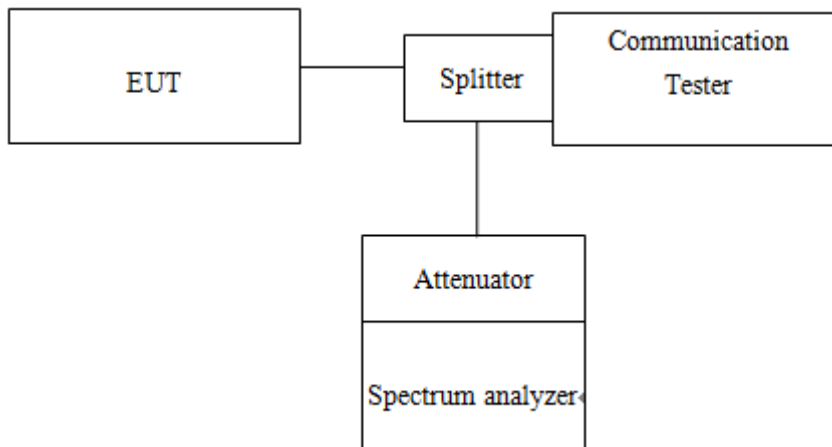 EUT
Splitter
Communication
Tester
Attenuator
Spectrum analyzer